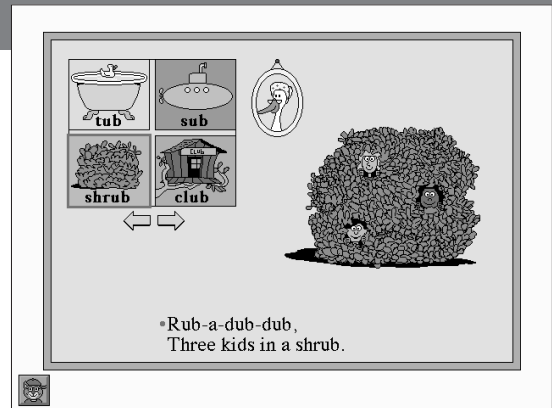 tub
sub
shrub
CLUB
club
Rub-a-dub-dub,
Three kids in a shrub.